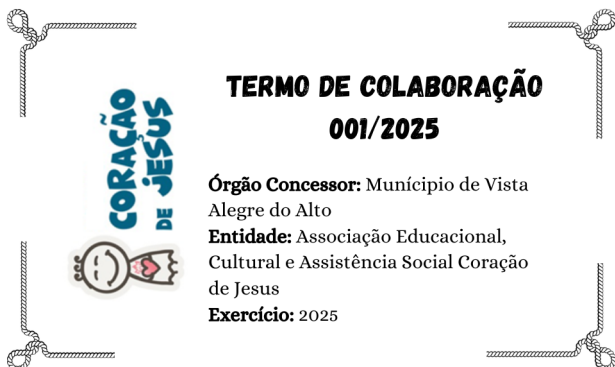 CORAÇÃO
DE JESUS
TERMO DE COLABORAÇÃO
001/2025
Órgão Concessor: Munícipio de Vista
Alegre do Alto
Entidade: Associação Educacional,
Cultural e Assistência Social Coração
de Jesus
Exercício: 2025